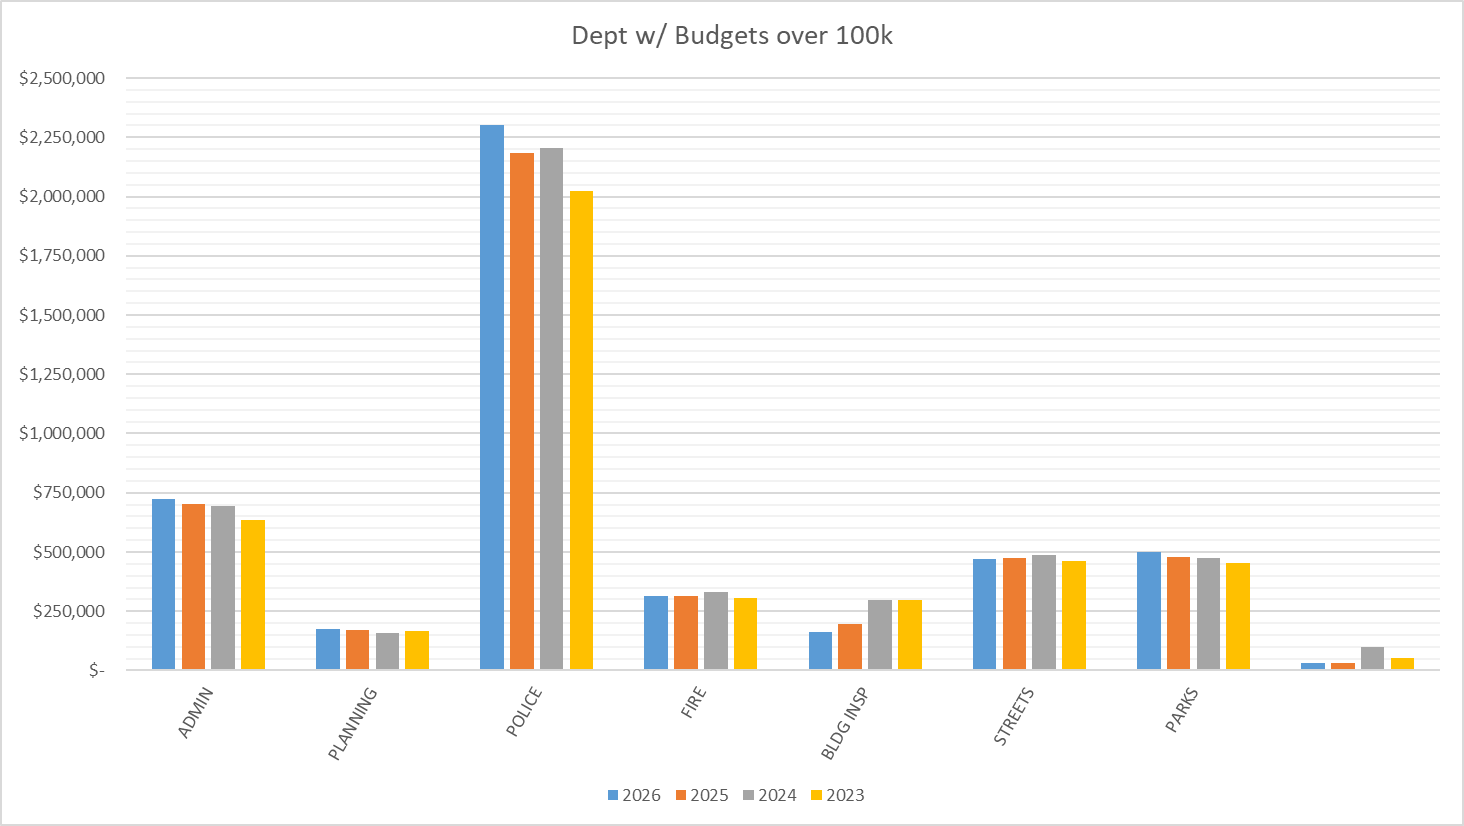 Dept w/ Budgets over 100k
$2,500,000
$2,250,000
$2,000,000
$1,750,000
$1,500,000
$1,250,000
$1,000,000
$750,000
$500,000
$250,000
$-
ADMIN
PLANNING
POLICE
FIRE
BLDG INSP
STREETS
PARKS
2026
2025
2024
2023